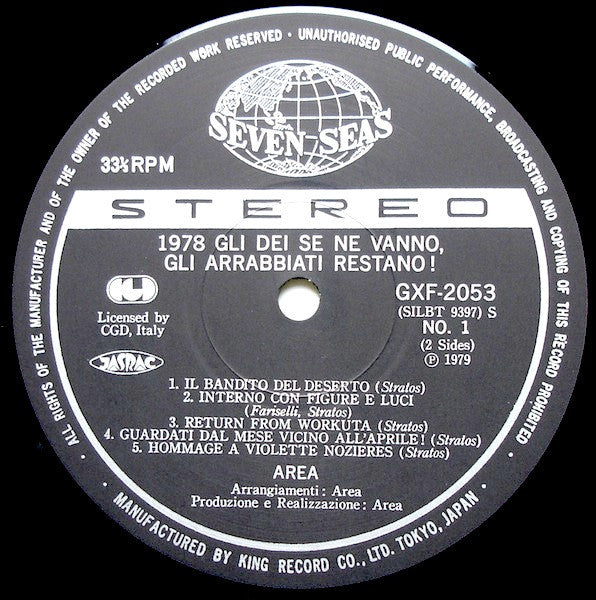 · ALL RIGHTS OF THE MANUFACTURER AND OF THE OWNER OF THE RECORDED WORK RESERVED · UNAUTHORISED PUBLIC PERFORMANCE, BROADCASTING AND COPYING OF THIS RECORD PROHIBITED ·
SEVEN-SEAS
33⅓RPM
STEREO
1978 GLI DEI SE NE VANNO,
GLI ARRABBIATI RESTANO!
Licensed by
CGD, Italy
JASRAC
GXF-2053
(SILBT 9397) S
NO. 1
(2 Sides)
Ⓟ 1979
1. IL BANDITO DEL DESERTO (Stratos)
2. INTERNO CON FIGURE E LUCI
(Fariselli, Stratos)
3. RETURN FROM WORKUTA (Stratos)
4. GUARDATI DAL MESE VICINO ALL'APRILE! (Stratos)
5. HOMMAGE A VIOLETTE NOZIERES (Stratos)
AREA
Arrangiamenti: Area
Produzione e Realizzazione: Area
· MANUFACTURED BY KING RECORD CO., LTD. TOKYO, JAPAN ·